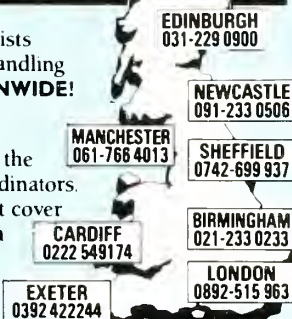 ists
andling
NWIDE!
the
dinators.
t cover
EDINBURGH
031-229 0900
NEWCASTLE
091-233 0506
MANCHESTER
061-766 4013
SHEFFIELD
0742-699 937
BIRMINGHAM
021-233 0233
CARDIFF
0222 549174
LONDON
0892-515 963
EXETER
0392 422244